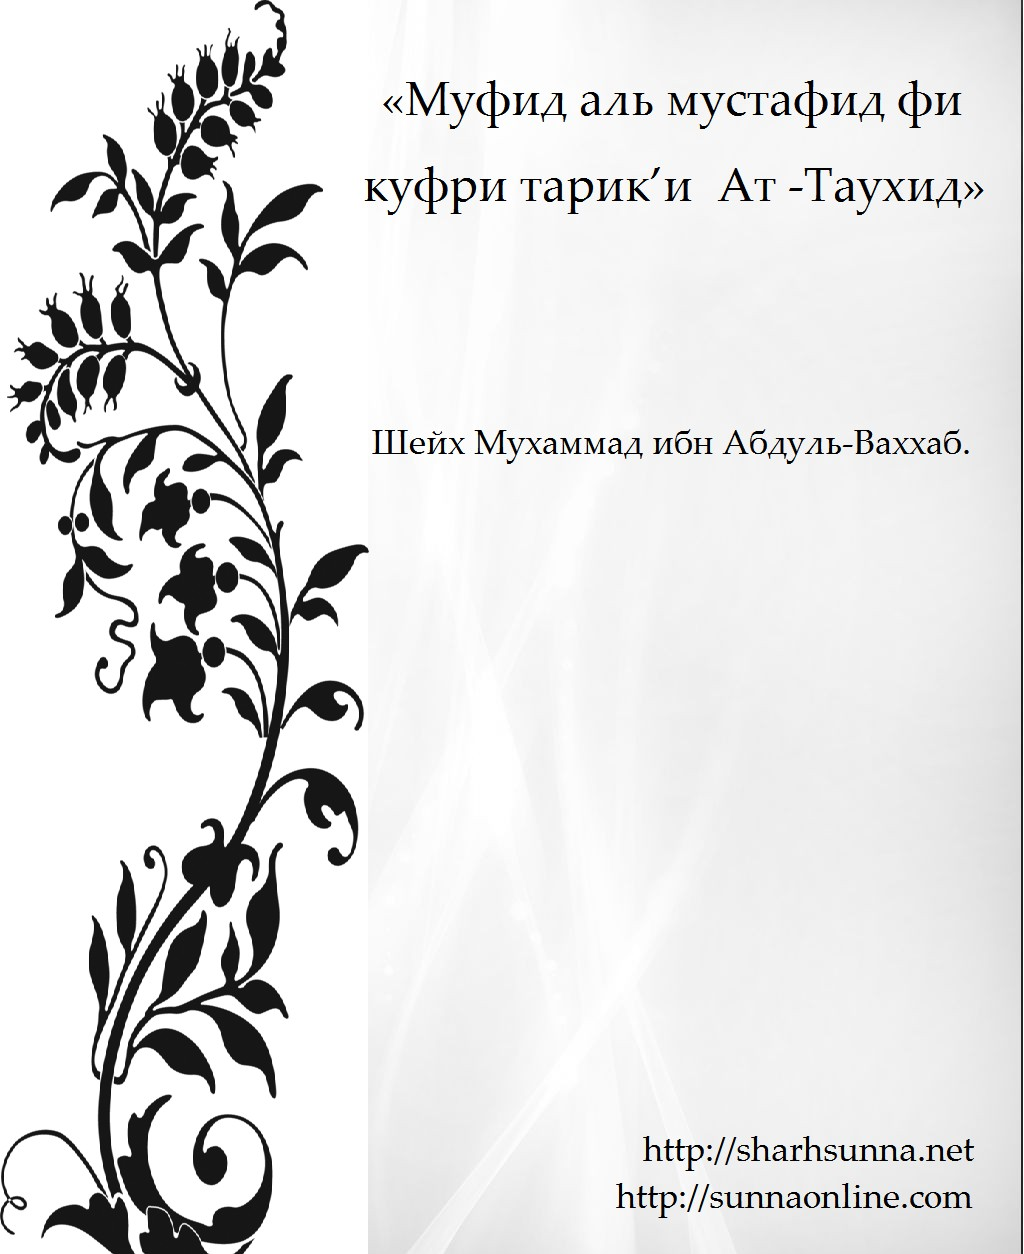 «Муфид аль мустафид фи
куфри тарик’и Ат -Таухид»
Шейх Мухаммад ибн Абдуль-Ваххаб.
http://sharhsunna.net
http://sunnaonline.com